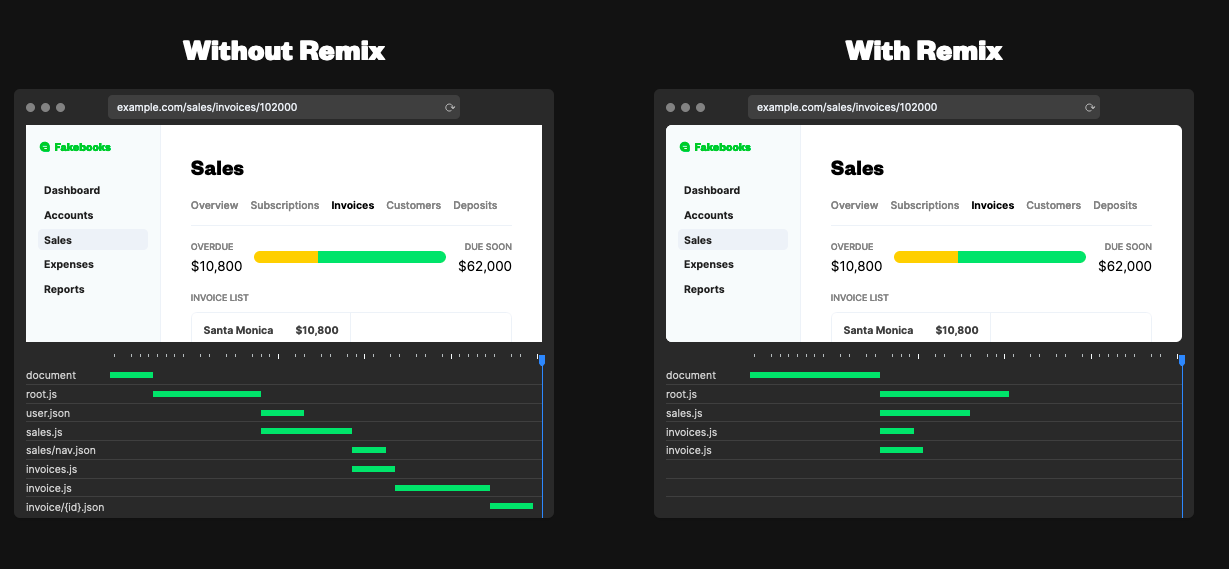 Without Remix
example.com/sales/invoices/102000
Fakebooks
Dashboard
Accounts
Sales
Expenses
Reports
Sales
Overview Subscriptions Invoices Customers Deposits
OVERDUE DUE SOON
$10,800 $62,000
INVOICE LIST
Santa Monica $10,800
document
root.js
user.json
sales.js
sales/nav.json
invoices.js
invoice.js
invoice/{id}.json
With Remix
example.com/sales/invoices/102000
Fakebooks
Dashboard
Accounts
Sales
Expenses
Reports
Sales
Overview Subscriptions Invoices Customers Deposits
OVERDUE DUE SOON
$10,800 $62,000
INVOICE LIST
Santa Monica $10,800
document
root.js
sales.js
invoices.js
invoice.js